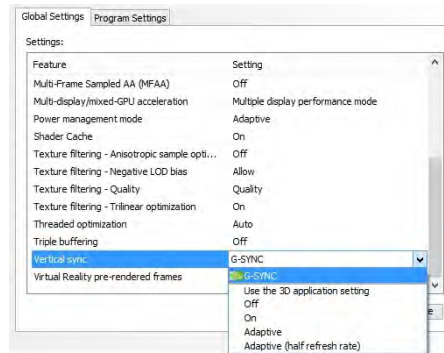 Global Settings Program Settings
Settings:
Feature Setting
Multi-Frame Sampled AA (MFAA) Off
Multi-display/mixed-GPU acceleration Multiple display performance mode
Power management mode Adaptive
Shader Cache On
Texture filtering - Anisotropic sample opti... Off
Texture filtering - Negative LOD bias Allow
Texture filtering - Quality Quality
Texture filtering - Trilinear optimization On
Threaded optimization Auto
Triple buffering Off
Vertical sync G-SYNC
Virtual Reality pre-rendered frames G-SYNC
Use the 3D application setting
Off
On
Adaptive
Adaptive (half refresh rate)